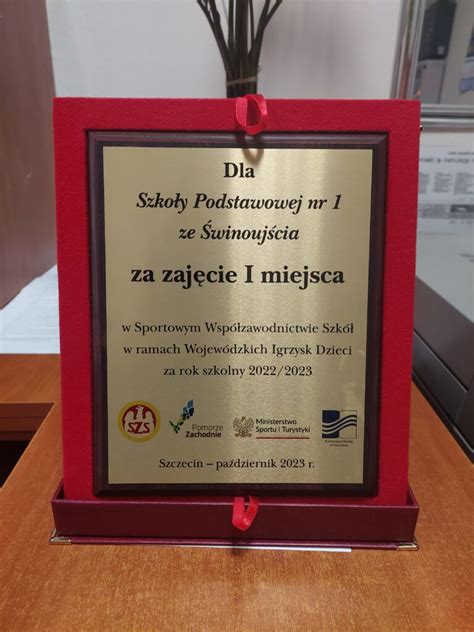 Dla
Szkoły Podstawowej nr 1
ze Świnoujścia
za zajęcie I miejsca
w Sportowym Współzawodnictwie Szkół
w ramach Wojewódzkich Igrzysk Dzieci
za rok szkolny 2022/2023
SZS
Pomorze
Zachodnie
Ministerstwo
Sportu i Turystyki
Szczecin – październik 2023 r.